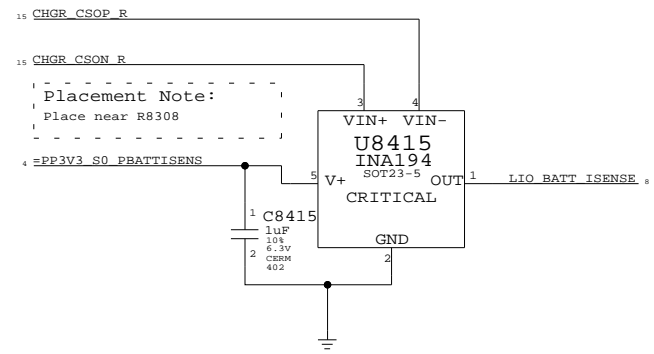 15 CHGR_CSOP_R
15 CHGR_CSON_R
Placement Note:
Place near R8308
3 4
VIN+ VIN-
U8415
INA194
SOT23-5
4 =PP3V3_S0_PBATTISENS
5 V+ OUT 1 LIO_BATT_ISENSE 8
CRITICAL
GND
2
1 C8415
1uF
10%
6.3V
2 CERM
402